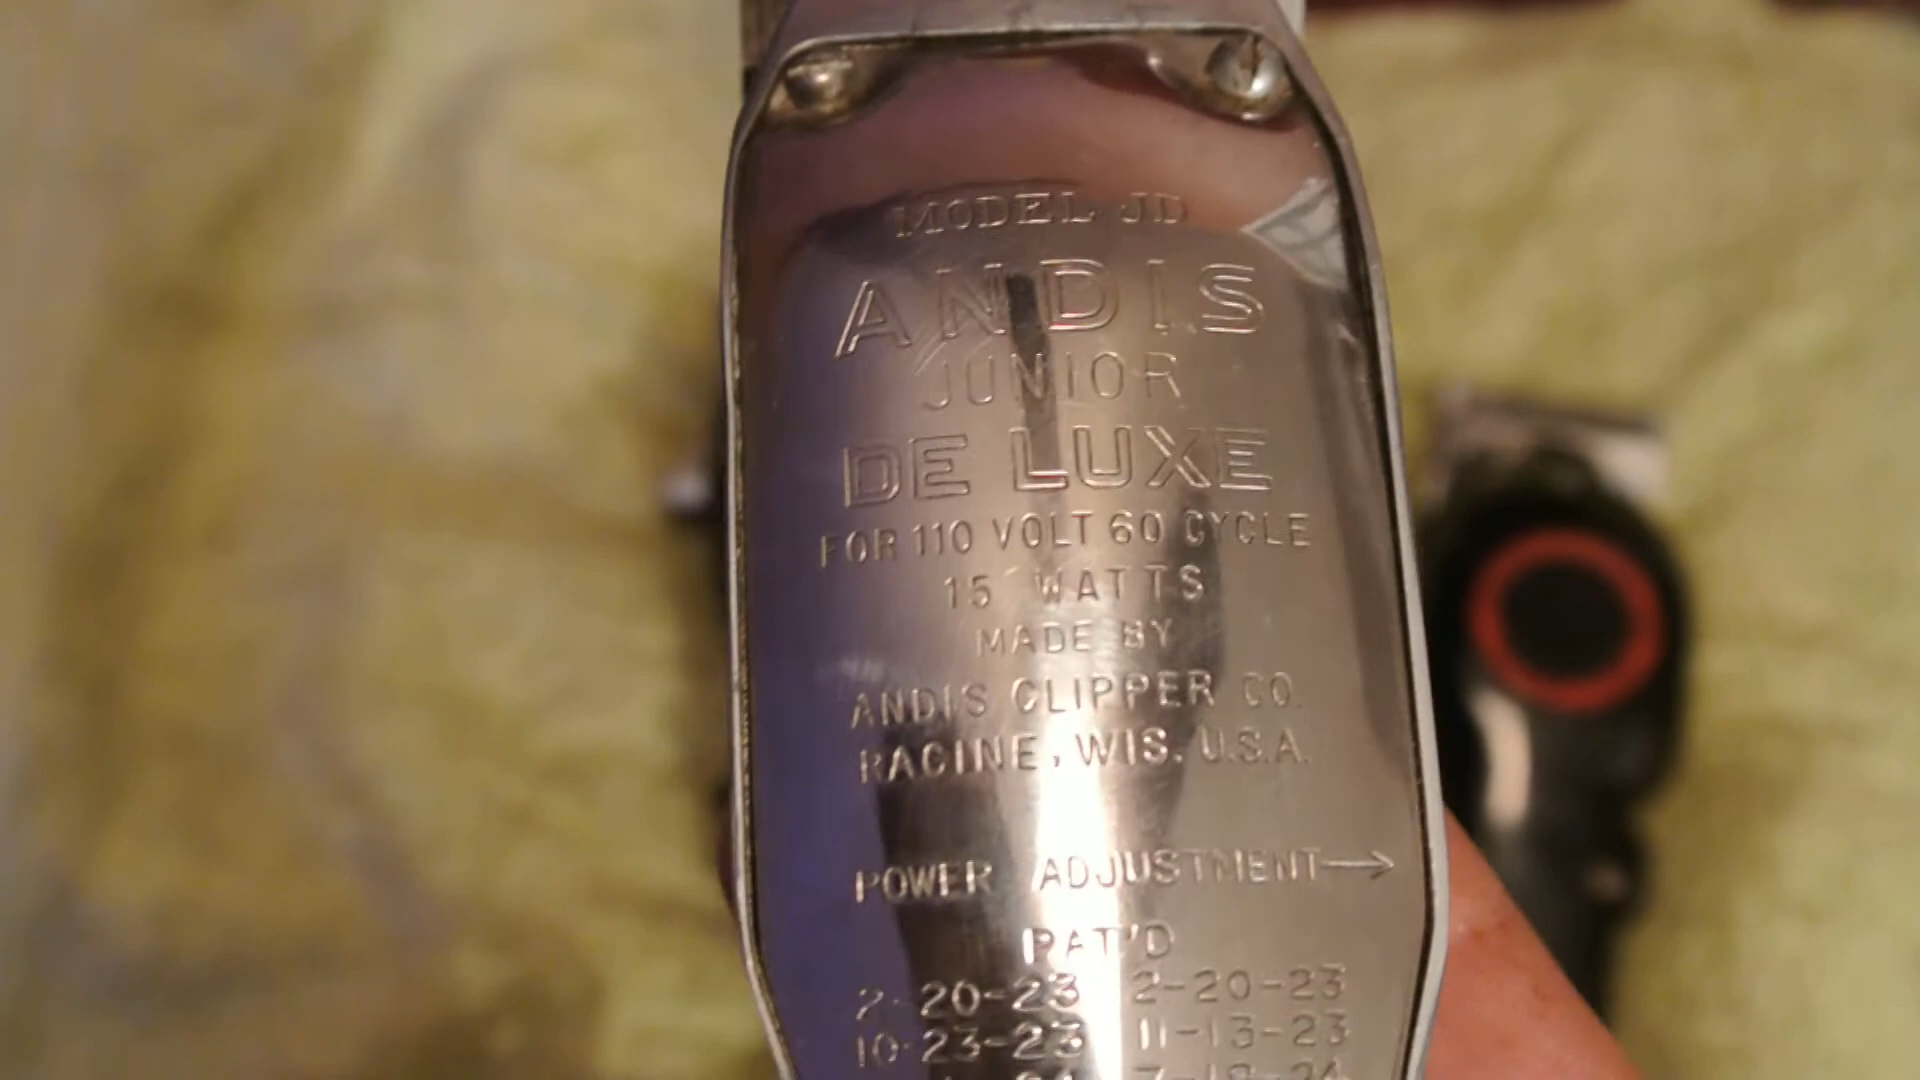 MODEL JD
ANDIS
JUNIOR
DE LUXE
FOR 110 VOLT 60 CYCLE
15 WATTS
MADE BY
ANDIS CLIPPER CO.
RACINE, WIS. U.S.A.
POWER ADJUSTMENT→
PAT'D
2-20-23 2-20-23
10-23-23 11-13-23